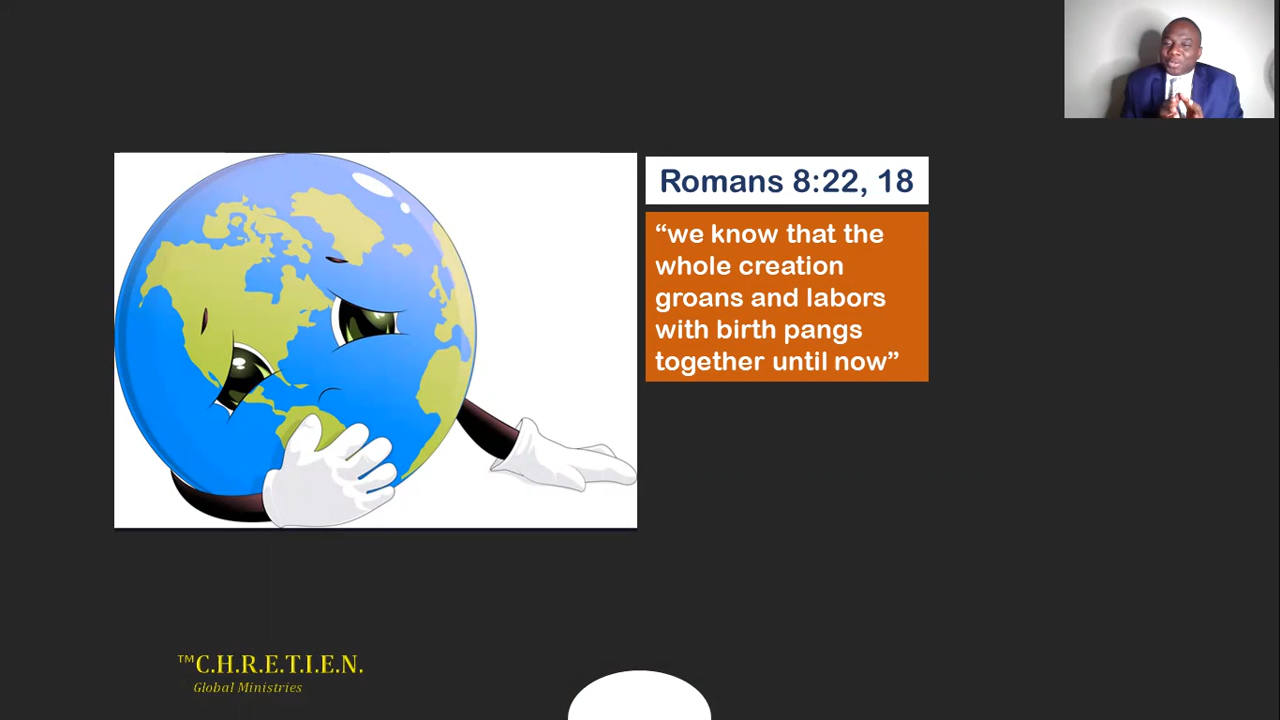 Romans 8:22, 18
“we know that the
whole creation
groans and labors
with birth pangs
together until now”
™C.H.R.E.T.I.E.N.
Global Ministries